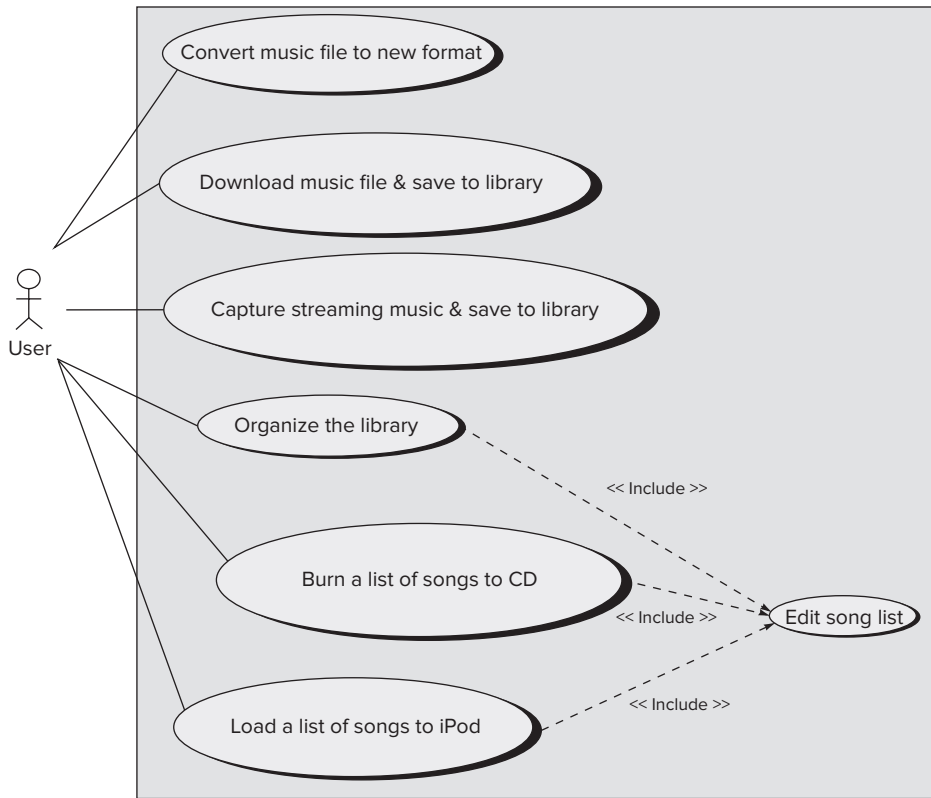 Convert music file to new format
Download music file & save to library
Capture streaming music & save to library
User
Organize the library
<< Include >>
Burn a list of songs to CD
<< Include >>
Edit song list
<< Include >>
Load a list of songs to iPod